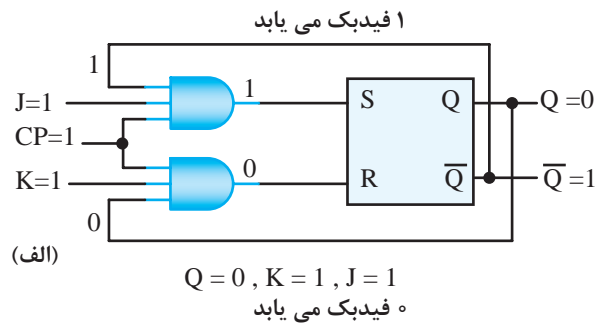 ۱ فیدبک می یابد
1
J=1
1
S
Q
Q =0
CP=1
K=1
0
R
Q̅
Q̅ =1
0
(الف)
Q = 0 , K = 1 , J = 1
۰ فیدبک می یابد